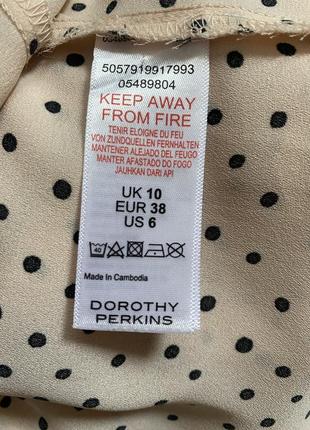 5057919917993
05489804
KEEP AWAY
FROM FIRE
TENIR ELOIGNE DU FEU
VON ZUNDQUELLEN FERNHALTEN
MANTENER ALEJADO DEL FEUGO
MANTER AFASTADO DO FOGO
JAUHKAN DARI API
UK 10
EUR 38
US 6
40
Made in Cambodia
DOROTHY
PERKINS